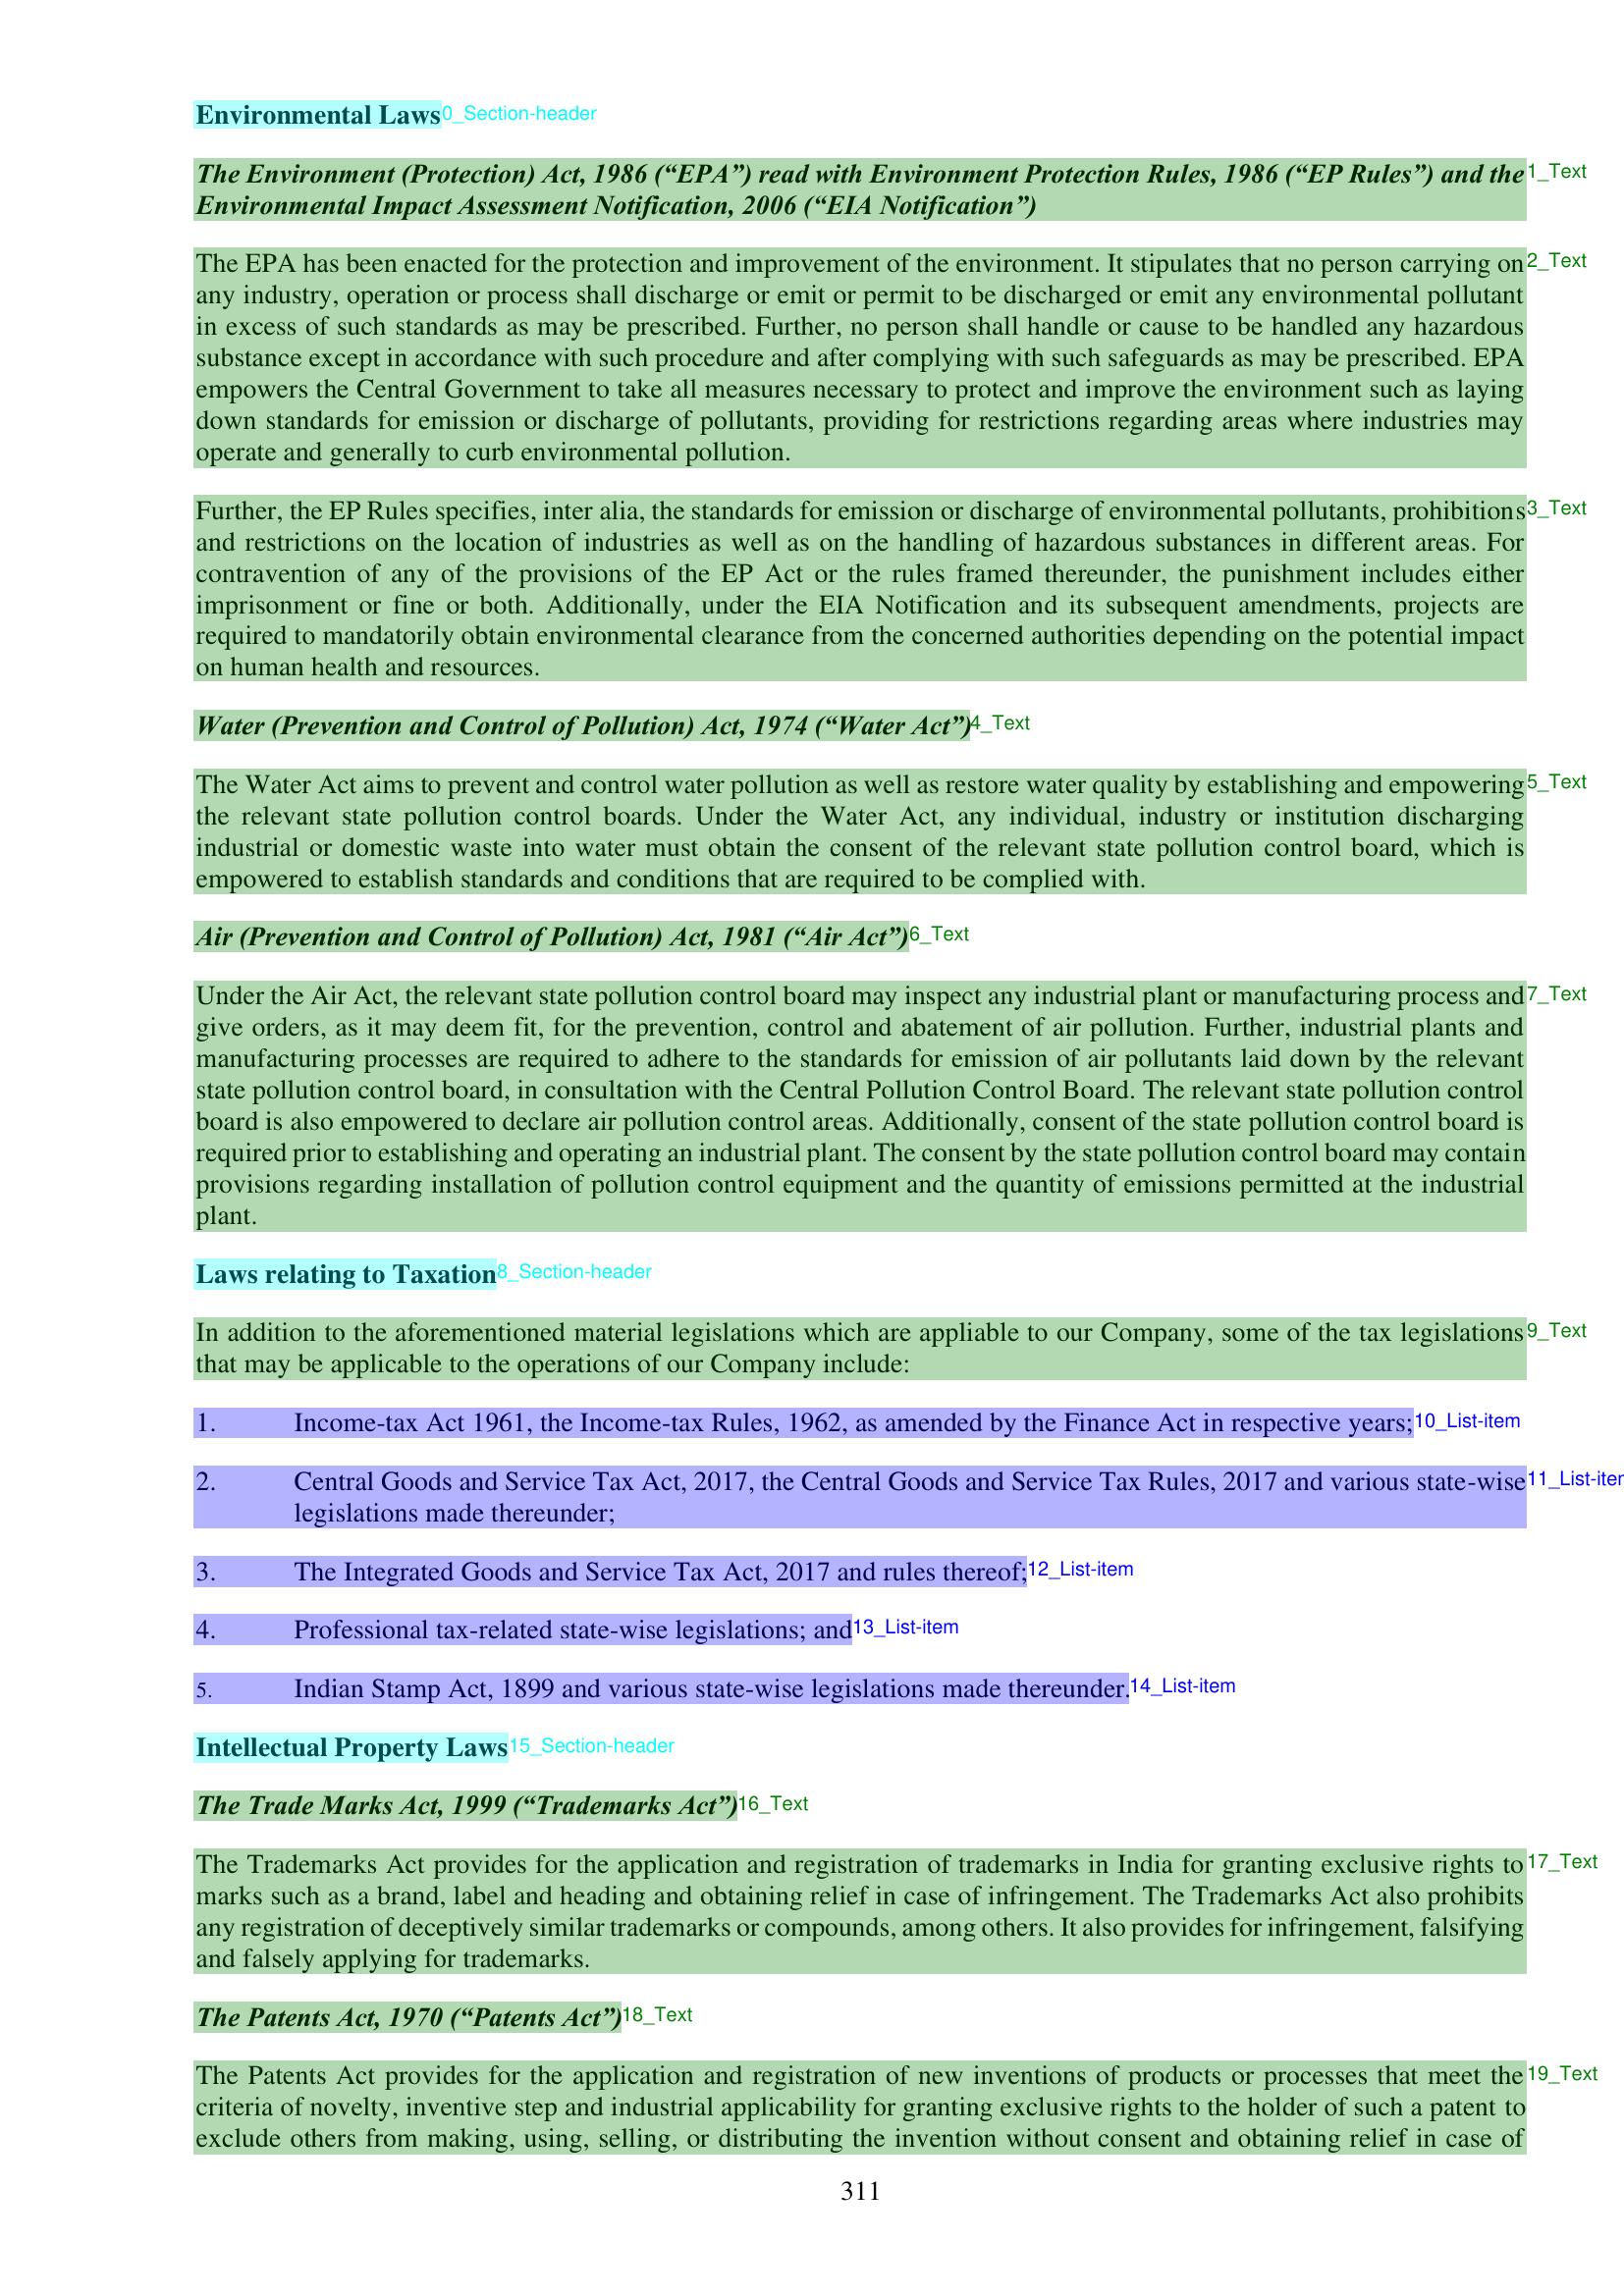 Environmental Laws0_Section-header
The Environment (Protection) Act, 1986 (“EPA”) read with Environment Protection Rules, 1986 (“EP Rules”) and the 1_Text
Environmental Impact Assessment Notification, 2006 (“EIA Notification”)
The EPA has been enacted for the protection and improvement of the environment. It stipulates that no person carrying on 2_Text
any industry, operation or process shall discharge or emit or permit to be discharged or emit any environmental pollutant
in excess of such standards as may be prescribed. Further, no person shall handle or cause to be handled any hazardous
substance except in accordance with such procedure and after complying with such safeguards as may be prescribed. EPA
empowers the Central Government to take all measures necessary to protect and improve the environment such as laying
down standards for emission or discharge of pollutants, providing for restrictions regarding areas where industries may
operate and generally to curb environmental pollution.
Further, the EP Rules specifies, inter alia, the standards for emission or discharge of environmental pollutants, prohibitions 3_Text
and restrictions on the location of industries as well as on the handling of hazardous substances in different areas. For
contravention of any of the provisions of the EP Act or the rules framed thereunder, the punishment includes either
imprisonment or fine or both. Additionally, under the EIA Notification and its subsequent amendments, projects are
required to mandatorily obtain environmental clearance from the concerned authorities depending on the potential impact
on human health and resources.
Water (Prevention and Control of Pollution) Act, 1974 (“Water Act”) 4_Text
The Water Act aims to prevent and control water pollution as well as restore water quality by establishing and empowering 5_Text
the relevant state pollution control boards. Under the Water Act, any individual, industry or institution discharging
industrial or domestic waste into water must obtain the consent of the relevant state pollution control board, which is
empowered to establish standards and conditions that are required to be complied with.
Air (Prevention and Control of Pollution) Act, 1981 (“Air Act”) 6_Text
Under the Air Act, the relevant state pollution control board may inspect any industrial plant or manufacturing process and 7_Text
give orders, as it may deem fit, for the prevention, control and abatement of air pollution. Further, industrial plants and
manufacturing processes are required to adhere to the standards for emission of air pollutants laid down by the relevant
state pollution control board, in consultation with the Central Pollution Control Board. The relevant state pollution control
board is also empowered to declare air pollution control areas. Additionally, consent of the state pollution control board is
required prior to establishing and operating an industrial plant. The consent by the state pollution control board may contain
provisions regarding installation of pollution control equipment and the quantity of emissions permitted at the industrial
plant.
Laws relating to Taxation 8_Section-header
In addition to the aforementioned material legislations which are appliable to our Company, some of the tax legislations 9_Text
that may be applicable to the operations of our Company include:
1. Income-tax Act 1961, the Income-tax Rules, 1962, as amended by the Finance Act in respective years; 10_List-item
2. Central Goods and Service Tax Act, 2017, the Central Goods and Service Tax Rules, 2017 and various state-wise 11_List-iter
legislations made thereunder;
3. The Integrated Goods and Service Tax Act, 2017 and rules thereof; 12_List-item
4. Professional tax-related state-wise legislations; and 13_List-item
5. Indian Stamp Act, 1899 and various state-wise legislations made thereunder. 14_List-item
Intellectual Property Laws 15_Section-header
The Trade Marks Act, 1999 (“Trademarks Act”) 16_Text
The Trademarks Act provides for the application and registration of trademarks in India for granting exclusive rights to 17_Text
marks such as a brand, label and heading and obtaining relief in case of infringement. The Trademarks Act also prohibits
any registration of deceptively similar trademarks or compounds, among others. It also provides for infringement, falsifying
and falsely applying for trademarks.
The Patents Act, 1970 (“Patents Act”) 18_Text
The Patents Act provides for the application and registration of new inventions of products or processes that meet the 19_Text
criteria of novelty, inventive step and industrial applicability for granting exclusive rights to the holder of such a patent to
exclude others from making, using, selling, or distributing the invention without consent and obtaining relief in case of
311